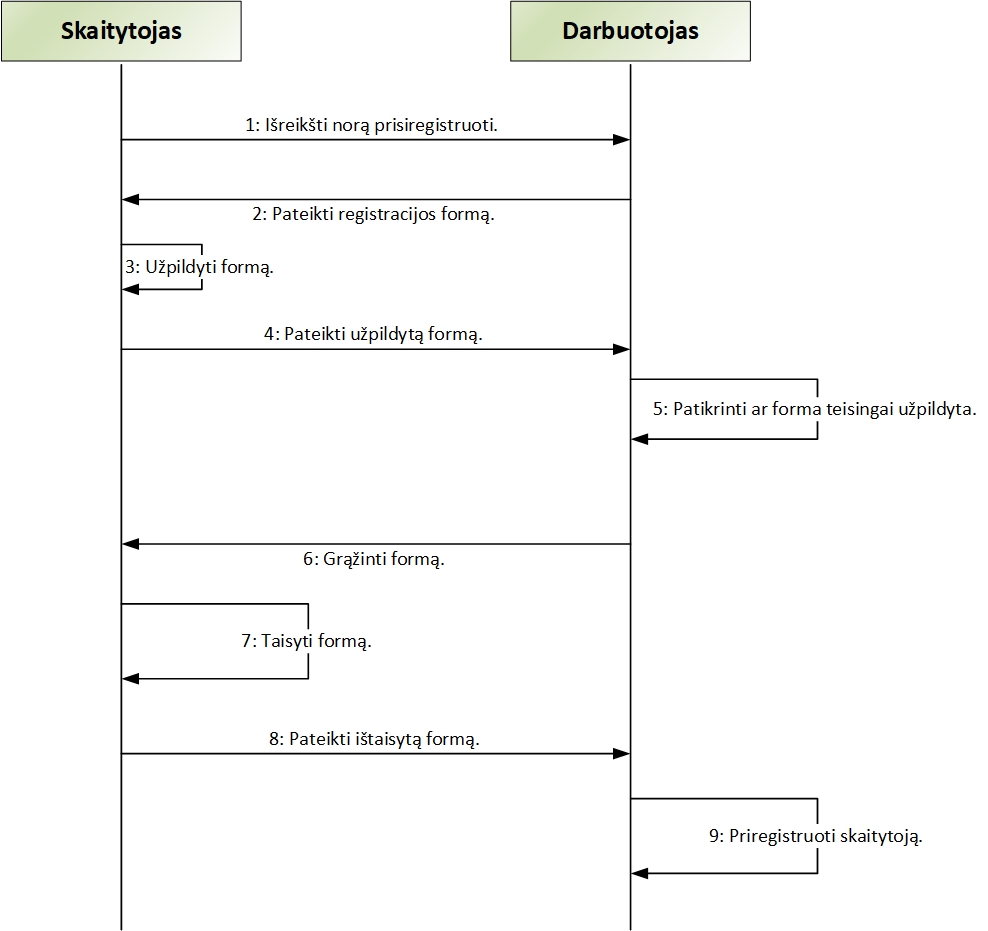 Skaitytojas
Darbuotojas
1: Išreikšti norą prisiregistruoti.
2: Pateikti registracijos formą.
3: Užpildyti formą.
4: Pateikti užpildytą formą.
5: Patikrinti ar forma teisingai užpildyta.
6: Grąžinti formą.
7: Taisyti formą.
8: Pateikti ištaisytą formą.
9: Priregistruoti skaitytoją.